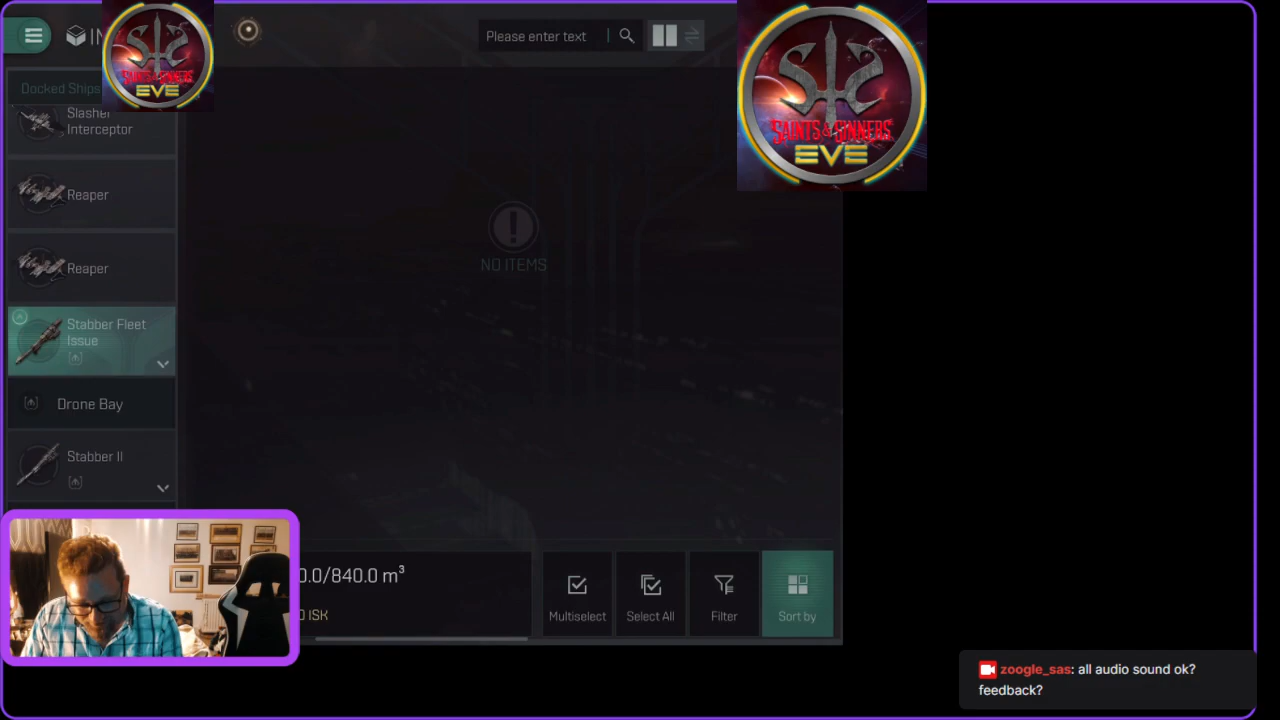 IN
SAINTS & SINNERS
EVE
Please enter text
SAINTS & SINNERS
EVE
Docked Ships
Slasher
Interceptor
Reaper
Reaper
Stabber Fleet
Issue
Drone Bay
Stabber II
NO ITEMS
0.0/840.0 m³
0 ISK
Multiselect
Select All
Filter
Sort by
zoogle_sas: all audio sound ok?
feedback?